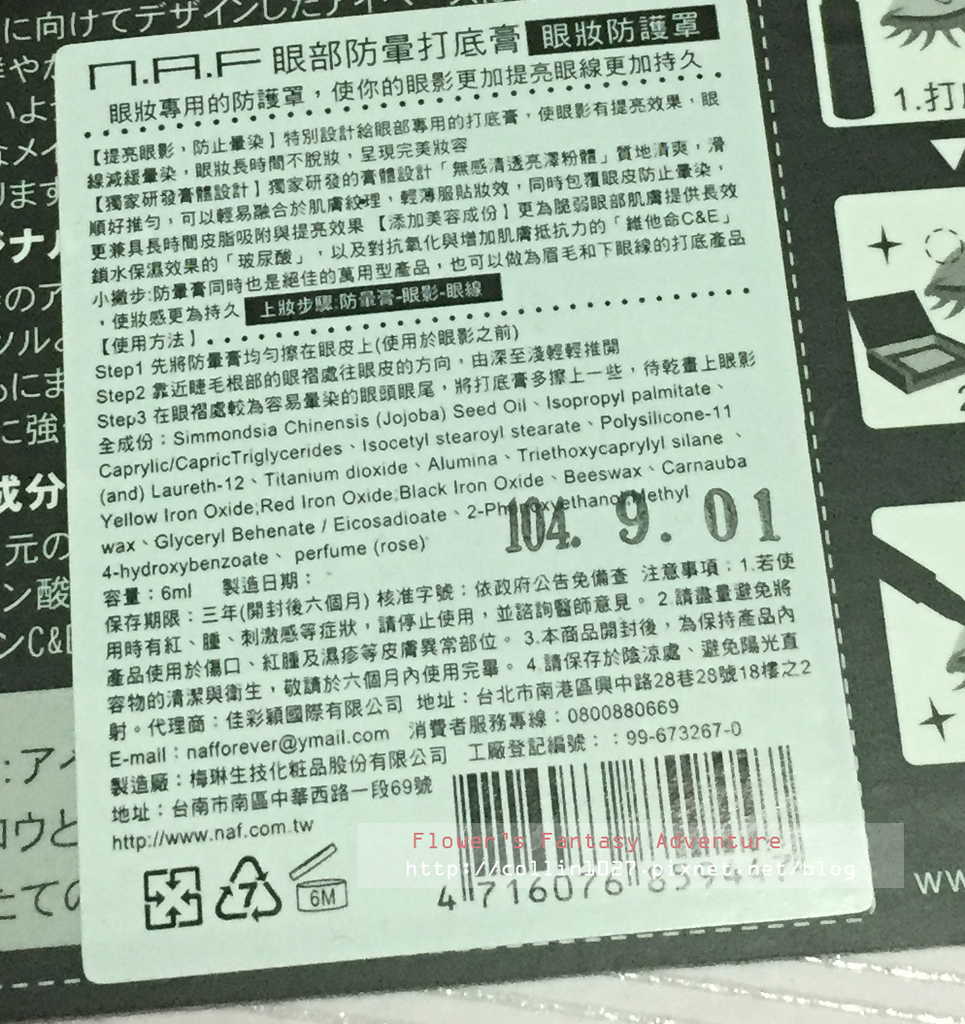 に向けてデザインした
n.A.F 眼部防暈打底膏 眼妝防護罩
眼妝專用的防護罩，使你的眼影更加提亮眼線更加持久
【提亮眼影，防止暈染】特別設計給眼部專用的打底膏，使眼影有提亮效果，眼
線減緩暈染，眼妝長時間不脫妝，呈現完美妝容
【獨家研發膏體設計】獨家研發的膏體設計「無感清透亮澤粉體」質地清爽，滑
順好推勻，可以輕易融合於肌膚紋理，輕薄服貼妝效，同時包覆眼皮防止暈染，
更兼具長時間皮脂吸附與提亮效果【添加美容成份】更為脆弱眼部肌膚提供長效
鎖水保濕效果的「玻尿酸」，以及對抗氧化與增加肌膚抵抗力的「維他命C&E」
小撇步:防暈膏同時也是絕佳的萬用型產品，也可以做為眉毛和下眼線的打底產品
，使妝感更為持久 上妝步驟:防暈膏-眼影-眼線
【使用方法】
Step1 先將防暈膏均勻擦在眼皮上(使用於眼影之前)
Step2 靠近睫毛根部的眼褶處往眼皮的方向，由深至淺輕輕推開
Step3 在眼褶處較為容易暈染的眼頭眼尾，將打底膏多擦上一些，待乾畫上眼影
全成份：Simmondsia Chinensis (Jojoba) Seed Oil、Isopropyl palmitate、
Caprylic/CapricTriglycerides、Isocetyl stearoyl stearate、Polysilicone-11
(and) Laureth-12、Titanium dioxide、Alumina、Triethoxycaprylyl silane 、
Yellow Iron Oxide;Red Iron Oxide;Black Iron Oxide、Beeswax、Carnauba
wax、Glyceryl Behenate / Eicosadioate、2-Phenoxyethanol Methyl
4-hydroxybenzoate、 perfume (rose)
104. 9. 01
容量：6ml 製造日期：
保存期限：三年(開封後六個月) 核准字號：依政府公告免備查 注意事項：1.若使
用時有紅、腫、刺激感等症狀，請停止使用，並諮詢醫師意見。 2.請盡量避免將
產品使用於傷口、紅腫及濕疹等皮膚異常部位。 3.本商品開封後，為保持產品內
容物的清潔與衛生，敬請於六個月內使用完畢。 4.請保存於陰涼處、避免陽光直
射。代理商：佳彩穎國際有限公司 地址：台北市南港區興中路28巷28號18樓之2
E-mail：nafforever@ymail.com 消費者服務專線：0800880669
製造廠：梅琳生技化粧品股份有限公司 工廠登記編號：：99-673267-0
地址：台南市南區中華西路一段69號
http://www.naf.com.tw
7
6M
4 716076
Flower's Fantasy Adventure
http://collin1027.pixnet.net/blog
1.打
ww
成分
元の
ン酸
ンC&